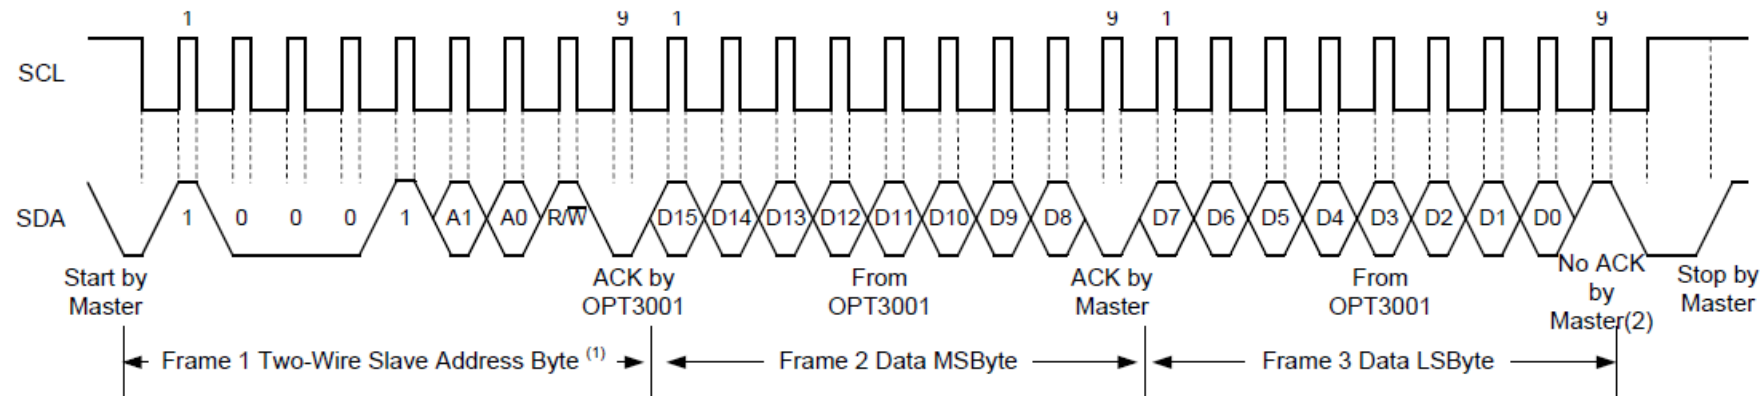 1 9 1 9 1 9
SCL
SDA
1 0 0 0 1 A1 A0 R/W D15 D14 D13 D12 D11 D10 D9 D8 D7 D6 D5 D4 D3 D2 D1 D0
Start by
Master
ACK by
OPT3001
From
OPT3001
ACK by
Master
From
OPT3001
No ACK
by
Master(2)
Stop by
Master
Frame 1 Two-Wire Slave Address Byte (1)
Frame 2 Data MSByte
Frame 3 Data LSByte